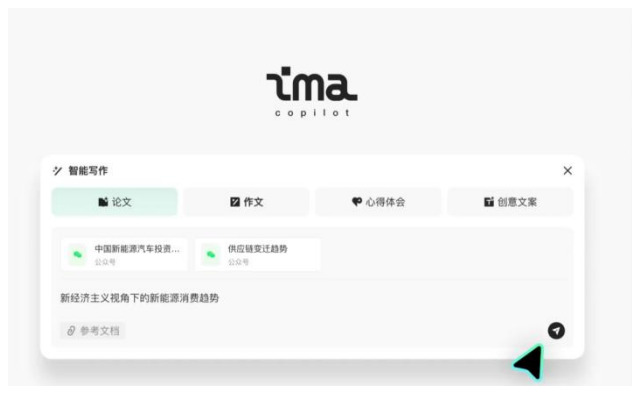 ima
copilot
智能写作
论文
作文
心得体会
创意文案
中国新能源汽车投资...
公众号
供应链变迁趋势
公众号
新经济主义视角下的新能源消费趋势
参考文档